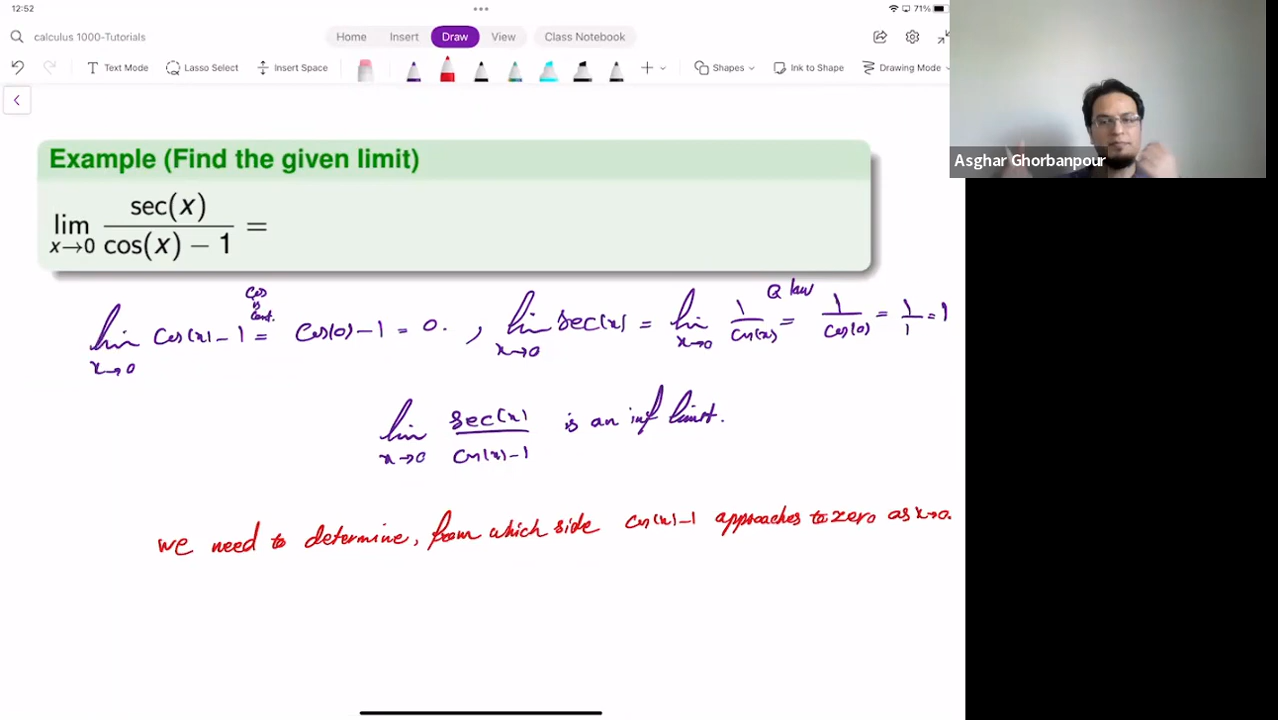 12:52
71%
calculus 1000-Tutorials
Home Insert Draw View Class Notebook
Text Mode Lasso Select Insert Space Shapes Ink to Shape Drawing Mode
Asghar Ghorbanpour
Example (Find the given limit)
lim x→0 sec(x) / cos(x) − 1 =
lim x→0 cos(x) − 1 = cos(0) − 1 = 0. , lim x→0 sec(x) = lim x→0 1/cos(x) = 1/cos(0) = 1/1 = 1
cos is cont.
Q law
lim x→0 sec(x) / cos(x) − 1 is an inf limit.
we need to determine, from which side cos(x)−1 approaches to zero as x→0.